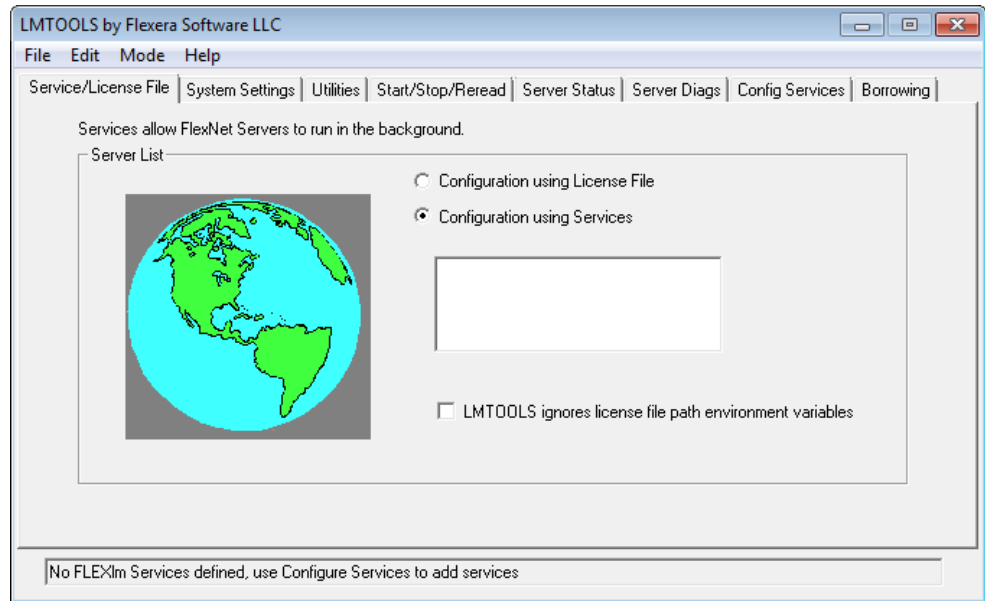 LMTOOLS by Flexera Software LLC
File Edit Mode Help
Service/License File System Settings Utilities Start/Stop/Reread Server Status Server Diags Config Services Borrowing
Services allow FlexNet Servers to run in the background.
Server List
Configuration using License File
Configuration using Services
LMTOOLS ignores license file path environment variables
No FLEXlm Services defined, use Configure Services to add services